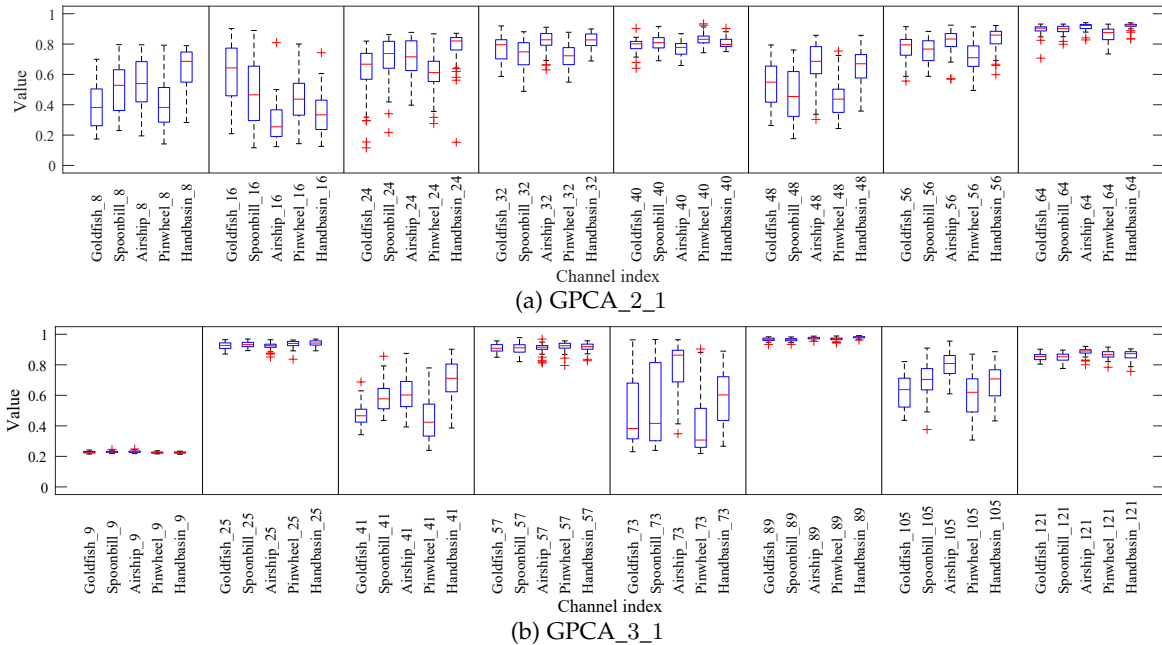 Value
1
0.8
0.6
0.4
0.2
0
Goldfish_8
Spoonbill_8
Airship_8
Pinwheel_8
Handbasin_8
Goldfish_16
Spoonbill_16
Airship_16
Pinwheel_16
Handbasin_16
Goldfish_24
Spoonbill_24
Airship_24
Pinwheel_24
Handbasin_24
Goldfish_32
Spoonbill_32
Airship_32
Pinwheel_32
Handbasin_32
Goldfish_40
Spoonbill_40
Airship_40
Pinwheel_40
Handbasin_40
Goldfish_48
Spoonbill_48
Airship_48
Pinwheel_48
Handbasin_48
Goldfish_56
Spoonbill_56
Airship_56
Pinwheel_56
Handbasin_56
Goldfish_64
Spoonbill_64
Airship_64
Pinwheel_64
Handbasin_64
Channel index
(a) GPCA_2_1
Value
1
0.8
0.6
0.4
0.2
0
Goldfish_9
Spoonbill_9
Airship_9
Pinwheel_9
Handbasin_9
Goldfish_25
Spoonbill_25
Airship_25
Pinwheel_25
Handbasin_25
Goldfish_41
Spoonbill_41
Airship_41
Pinwheel_41
Handbasin_41
Goldfish_57
Spoonbill_57
Airship_57
Pinwheel_57
Handbasin_57
Goldfish_73
Spoonbill_73
Airship_73
Pinwheel_73
Handbasin_73
Goldfish_89
Spoonbill_89
Airship_89
Pinwheel_89
Handbasin_89
Goldfish_105
Spoonbill_105
Airship_105
Pinwheel_105
Handbasin_105
Goldfish_121
Spoonbill_121
Airship_121
Pinwheel_121
Handbasin_121
Channel index
(b) GPCA_3_1